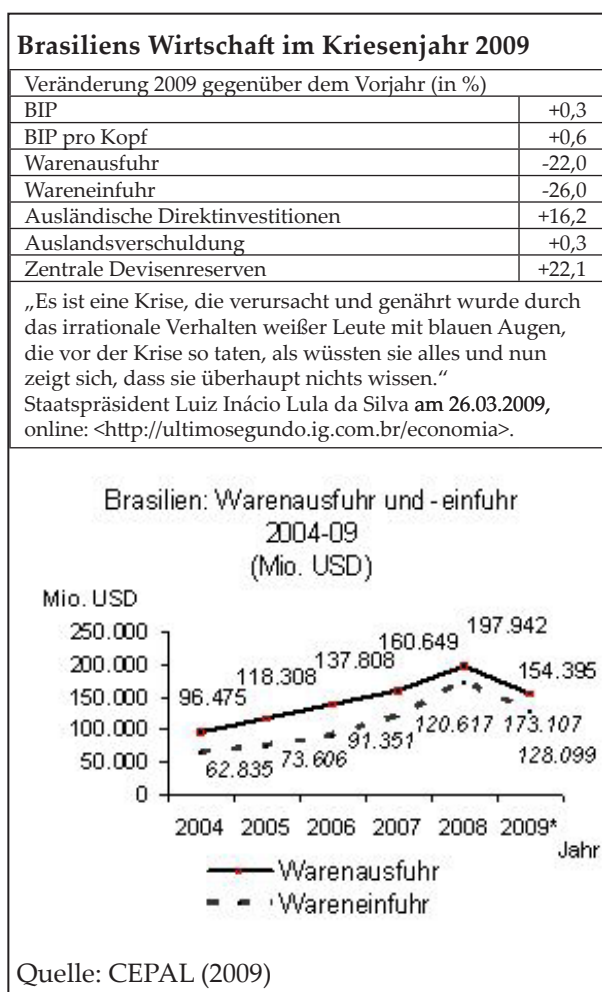 Brasiliens Wirtschaft im Kriesenjahr 2009
Veränderung 2009 gegenüber dem Vorjahr (in %)
BIP +0,3
BIP pro Kopf +0,6
Warenausfuhr -22,0
Wareneinfuhr -26,0
Ausländische Direktinvestitionen +16,2
Auslandsverschuldung +0,3
Zentrale Devisenreserven +22,1
„Es ist eine Krise, die verursacht und genährt wurde durch
das irrationale Verhalten weißer Leute mit blauen Augen,
die vor der Krise so taten, als wüssten sie alles und nun
zeigt sich, dass sie überhaupt nichts wissen.“
Staatspräsident Luiz Inácio Lula da Silva am 26.03.2009,
online: <http://ultimosegundo.ig.com.br/economia>.
Brasilien: Warenausfuhr und -einfuhr
2004-09
(Mio. USD)
Mio. USD
250.000
200.000
150.000
100.000
50.000
0
96.475 118.308 137.808 160.649 197.942 154.395
62.835 73.606 91.351 120.617 173.107 128.099
2004 2005 2006 2007 2008 2009*
Jahr
Warenausfuhr
Wareneinfuhr
Quelle: CEPAL (2009)